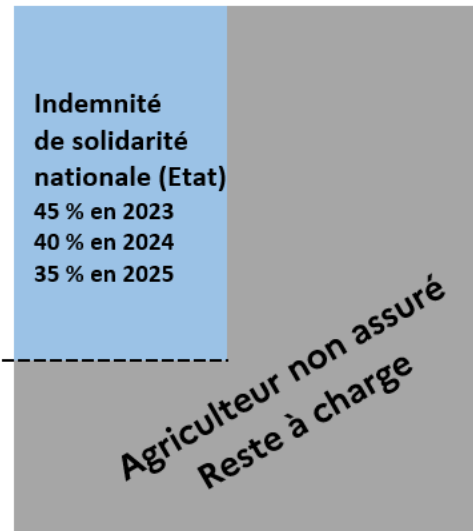 Indemnité
de solidarité
nationale (Etat)
45 % en 2023
40 % en 2024
35 % en 2025
Agriculteur non assuré
Reste à charge